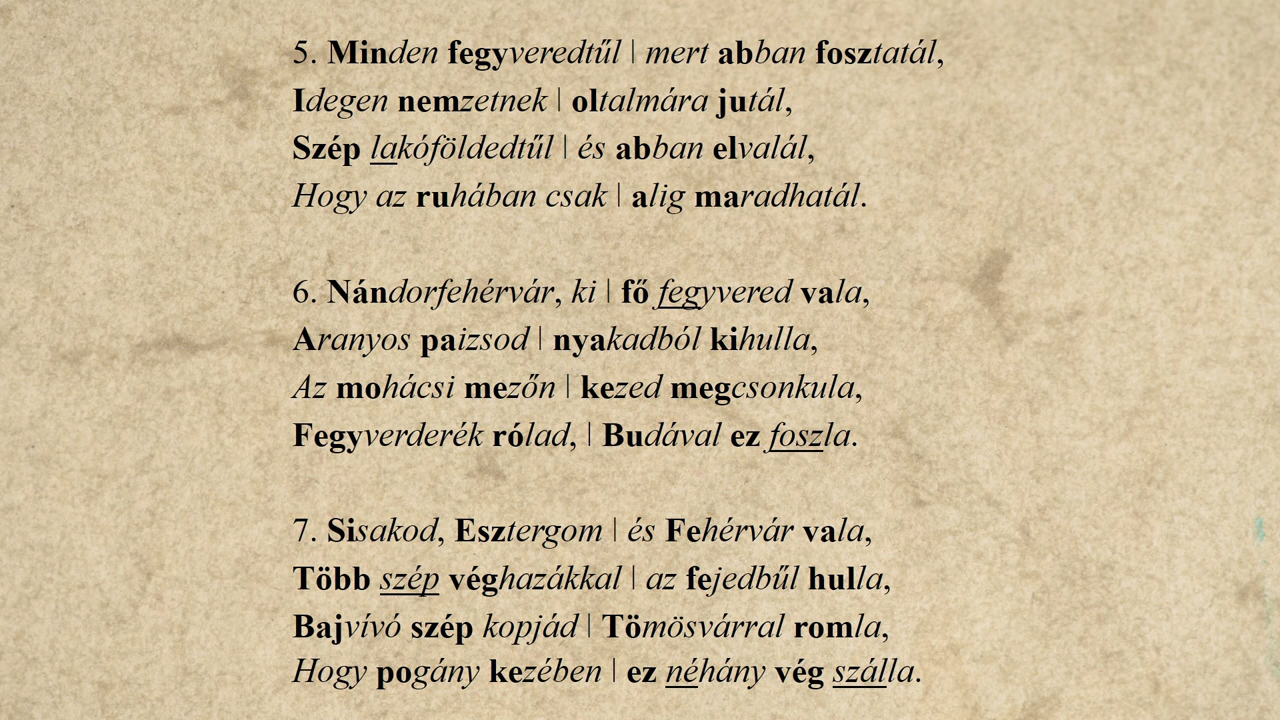 5. Minden fegyveredtűl | mert abban fosztatál,
Idegen nemzetnek | oltalmára jutál,
Szép lakóföldedtűl | és abban elvalál,
Hogy az ruhában csak | alig maradhatál.
6. Nándorfehérvár, ki | fő fegyvered vala,
Aranyos paizsod | nyakadból kihulla,
Az mohácsi mezőn | kezed megcsonkula,
Fegyverderék rólad, | Budával ez foszla.
7. Sisakod, Esztergom | és Fehérvár vala,
Több szép véghazákkal | az fejedbűl hulla,
Bajvívó szép kopjád | Tömösvárral romla,
Hogy pogány kezében | ez néhány vég szálla.